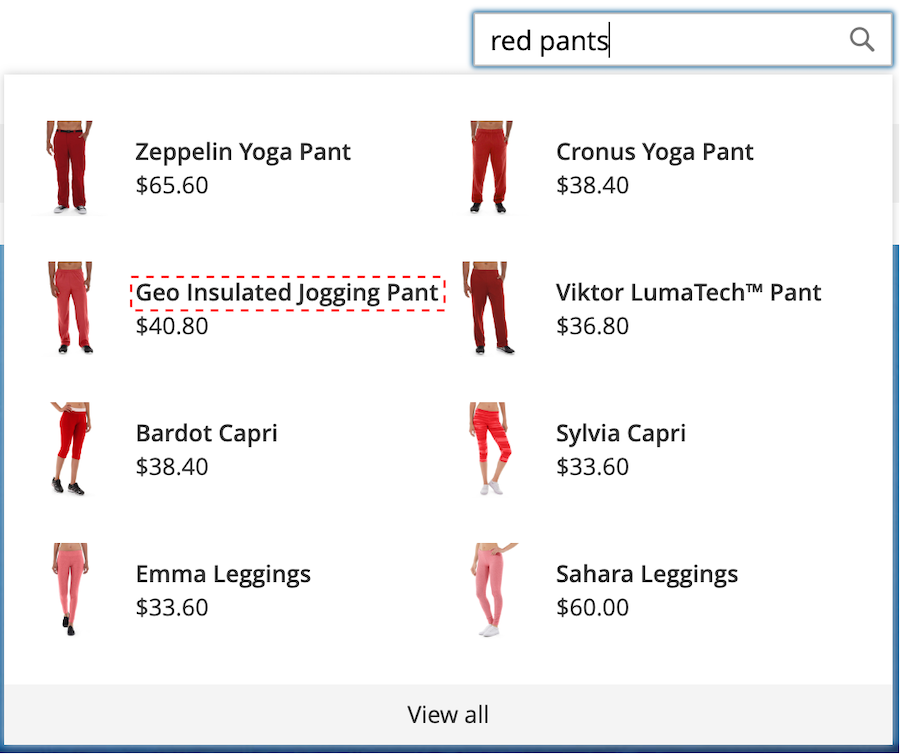 red pants
Zeppelin Yoga Pant
$65.60
Cronus Yoga Pant
$38.40
Geo Insulated Jogging Pant
$40.80
Viktor LumaTech™ Pant
$36.80
Bardot Capri
$38.40
Sylvia Capri
$33.60
Emma Leggings
$33.60
Sahara Leggings
$60.00
View all